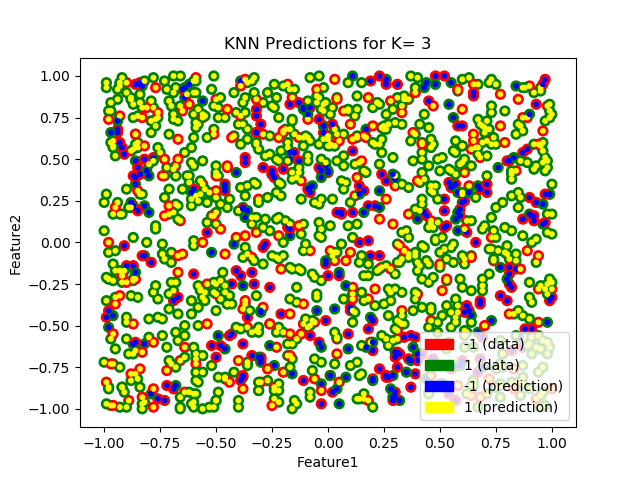 KNN Predictions for K= 3
Feature2
1.00
0.75
0.50
0.25
0.00
−0.25
−0.50
−0.75
−1.00
−1 (data)
1 (data)
−1 (prediction)
1 (prediction)
−1.00 −0.75 −0.50 −0.25 0.00 0.25 0.50 0.75 1.00
Feature1